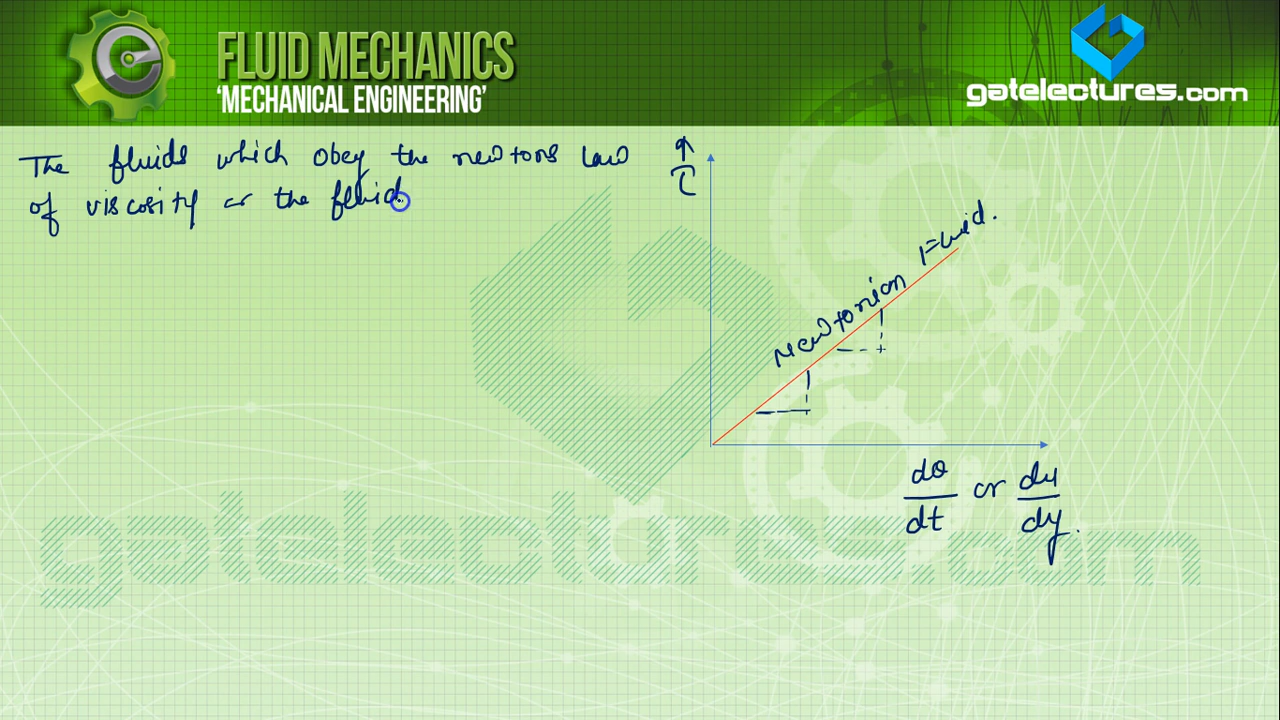 FLUID MECHANICS
'MECHANICAL ENGINEERING'
gatelectures.com
The fluids which obey the newtons law
of viscosity or the fluid
τ
Newtonian Fluid.
dθ/dt or du/dy.
gatelectures.com